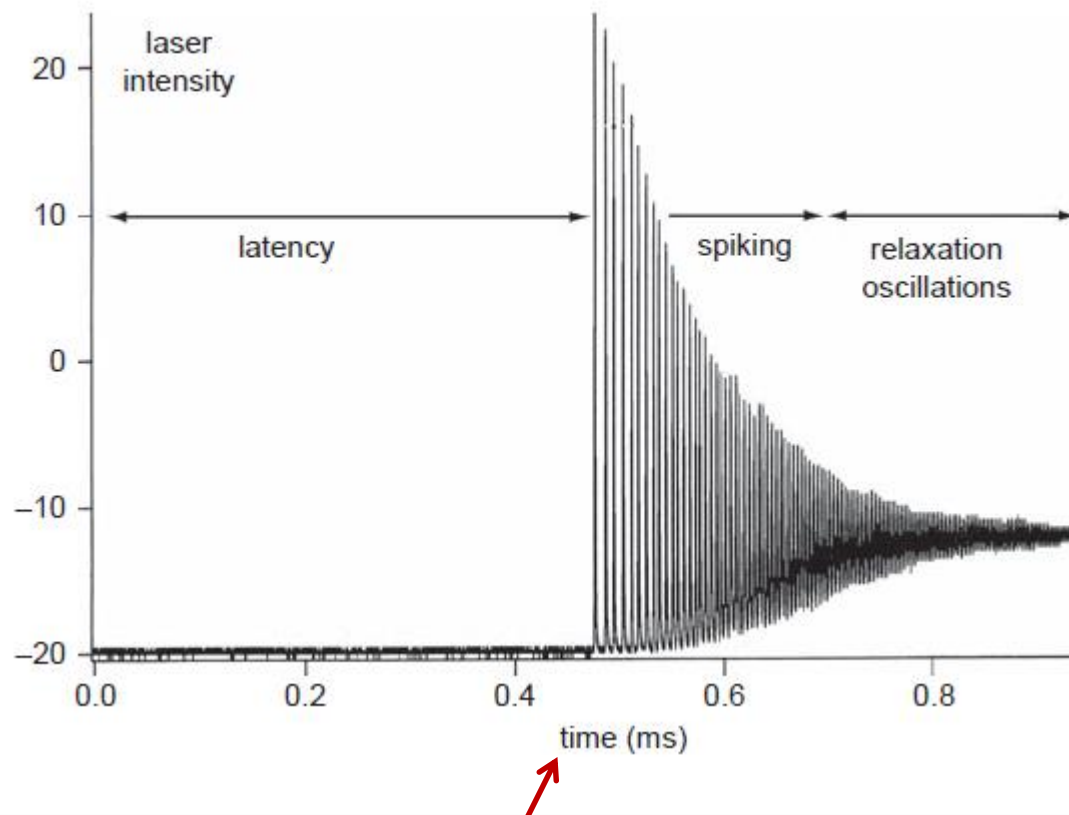 laser
intensity
20
10
latency
spiking
relaxation
oscillations
0
–10
–20
0.0 0.2 0.4 0.6 0.8
time (ms)